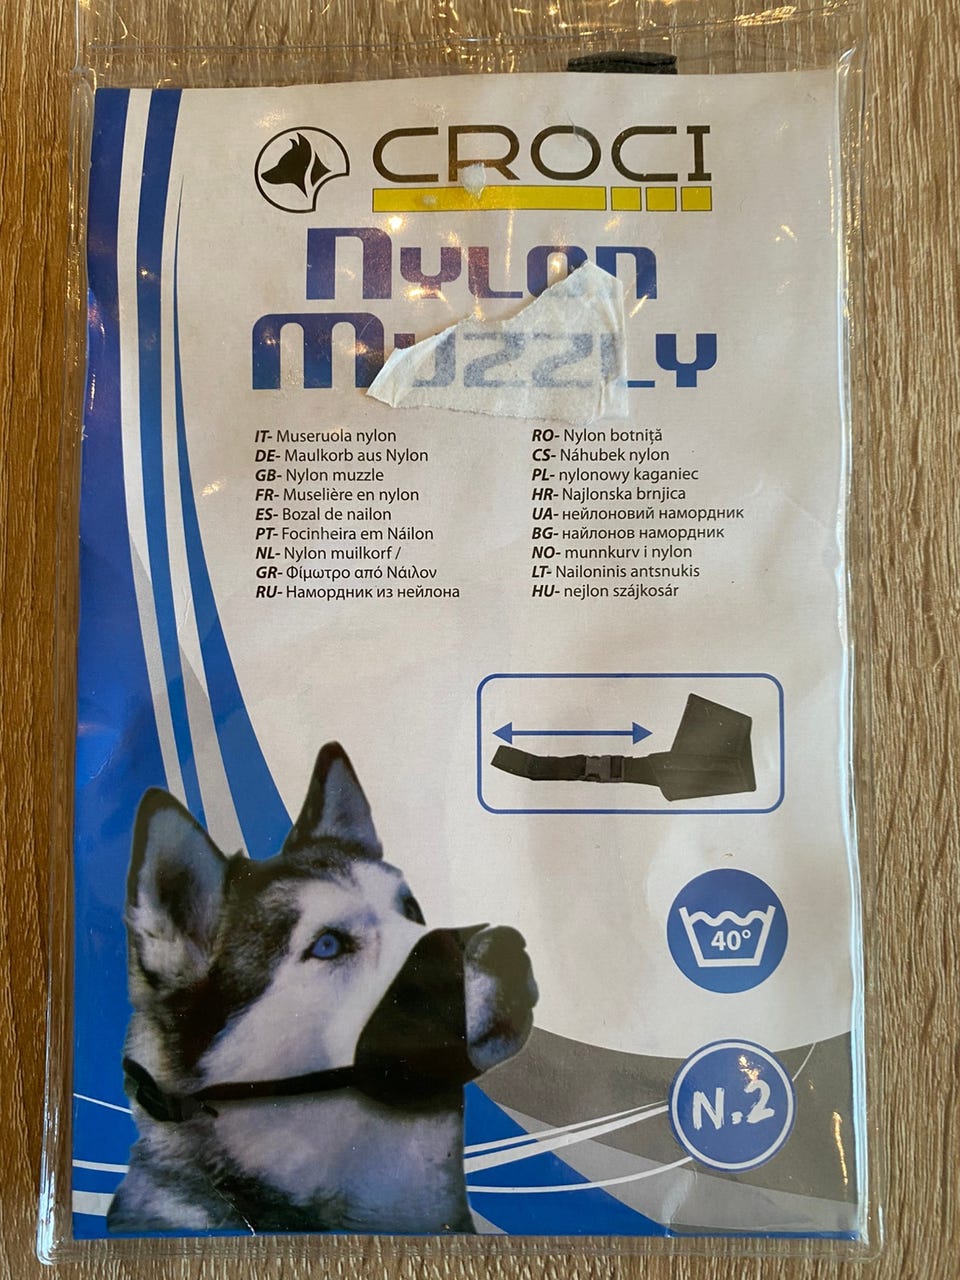 CROCI
NYLON
MUZZLY
IT- Museruola nylon
DE- Maulkorb aus Nylon
GB- Nylon muzzle
FR- Muselière en nylon
ES- Bozal de nailon
PT- Focinheira em Náilon
NL- Nylon muilkorf /
GR- Φίμωτρο από Νάιλον
RU- Намордник из нейлона
RO- Nylon botniță
CS- Náhubek nylon
PL- nylonowy kaganiec
HR- Najlonska brnjica
UA- нейлоновий намордник
BG- найлонов намордник
NO- munnkurv i nylon
LT- Nailoninis antsnukis
HU- nejlon szájkosár
40°
N.2